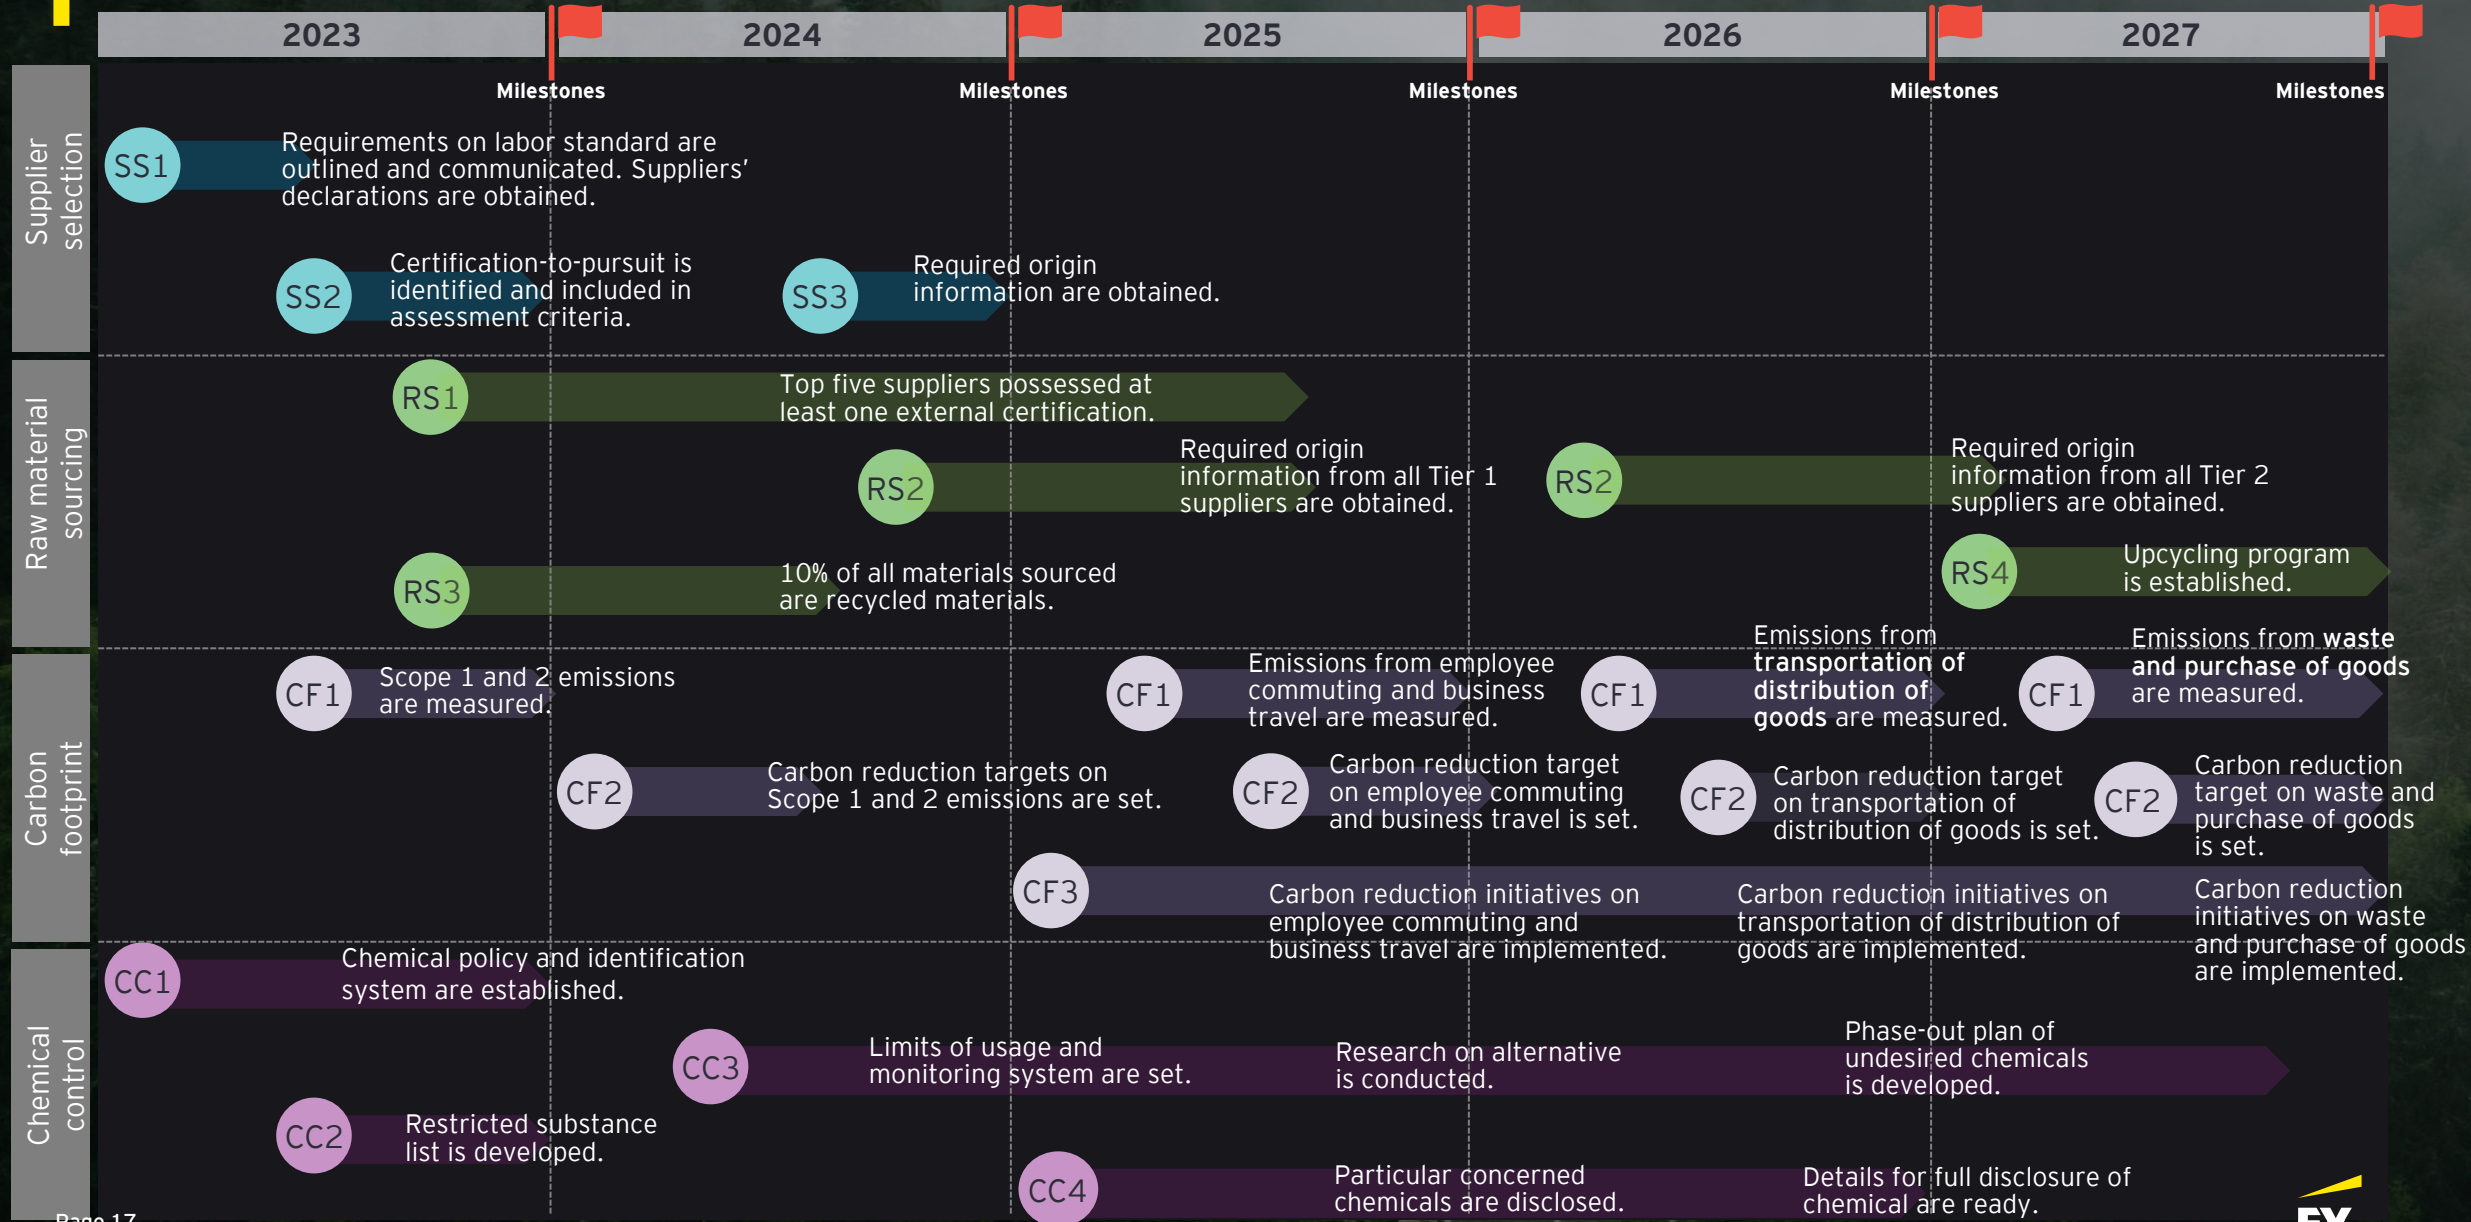 2023
2024
2025
2026
2027
Milestones
Milestones
Milestones
Milestones
Milestones
Supplier
selection
SS1
Requirements on labor standard are
outlined and communicated. Suppliers’
declarations are obtained.
SS2
Certification-to-pursuit is
identified and included in
assessment criteria.
SS3
Required origin
information are obtained.
Raw material
sourcing
RS1
Top five suppliers possessed at
least one external certification.
RS2
Required origin
information from all Tier 1
suppliers are obtained.
RS2
Required origin
information from all Tier 2
suppliers are obtained.
RS3
10% of all materials sourced
are recycled materials.
RS4
Upcycling program
is established.
Carbon
footprint
CF1
Scope 1 and 2 emissions
are measured.
CF1
Emissions from employee
commuting and business
travel are measured.
CF1
Emissions from
transportation of
distribution of
goods are measured.
CF1
Emissions from waste
and purchase of goods
are measured.
CF2
Carbon reduction targets on
Scope 1 and 2 emissions are set.
CF2
Carbon reduction target
on employee commuting
and business travel is set.
CF2
Carbon reduction target
on transportation of
distribution of goods is set.
CF2
Carbon reduction
target on waste and
purchase of goods
is set.
CF3
Carbon reduction initiatives on
employee commuting and
business travel are implemented.
Carbon reduction initiatives on
transportation of distribution of
goods are implemented.
Carbon reduction
initiatives on waste
and purchase of goods
are implemented.
Chemical
control
CC1
Chemical policy and identification
system are established.
CC3
Limits of usage and
monitoring system are set.
Research on alternative
is conducted.
Phase-out plan of
undesired chemicals
is developed.
CC2
Restricted substance
list is developed.
CC4
Particular concerned
chemicals are disclosed.
Details for full disclosure of
chemical are ready.
Page 17
EY